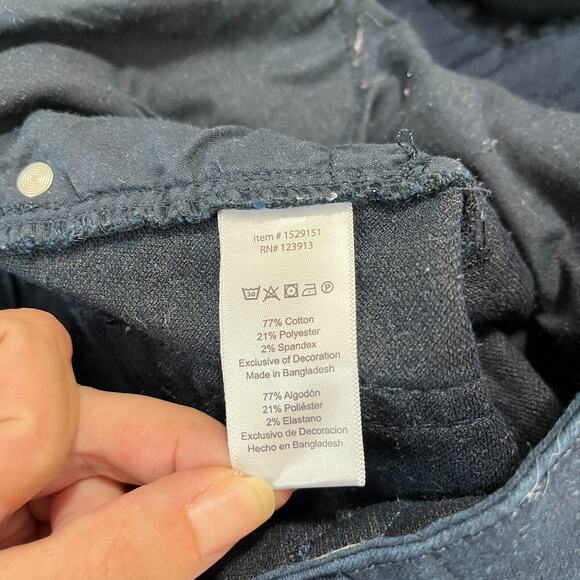 Item # 1529151
RN# 123913
30 P
77% Cotton
21% Polyester
2% Spandex
Exclusive of Decoration
Made in Bangladesh
77% Algodón
21% Poliéster
2% Elastano
Exclusivo de Decoracion
Hecho en Bangladesh